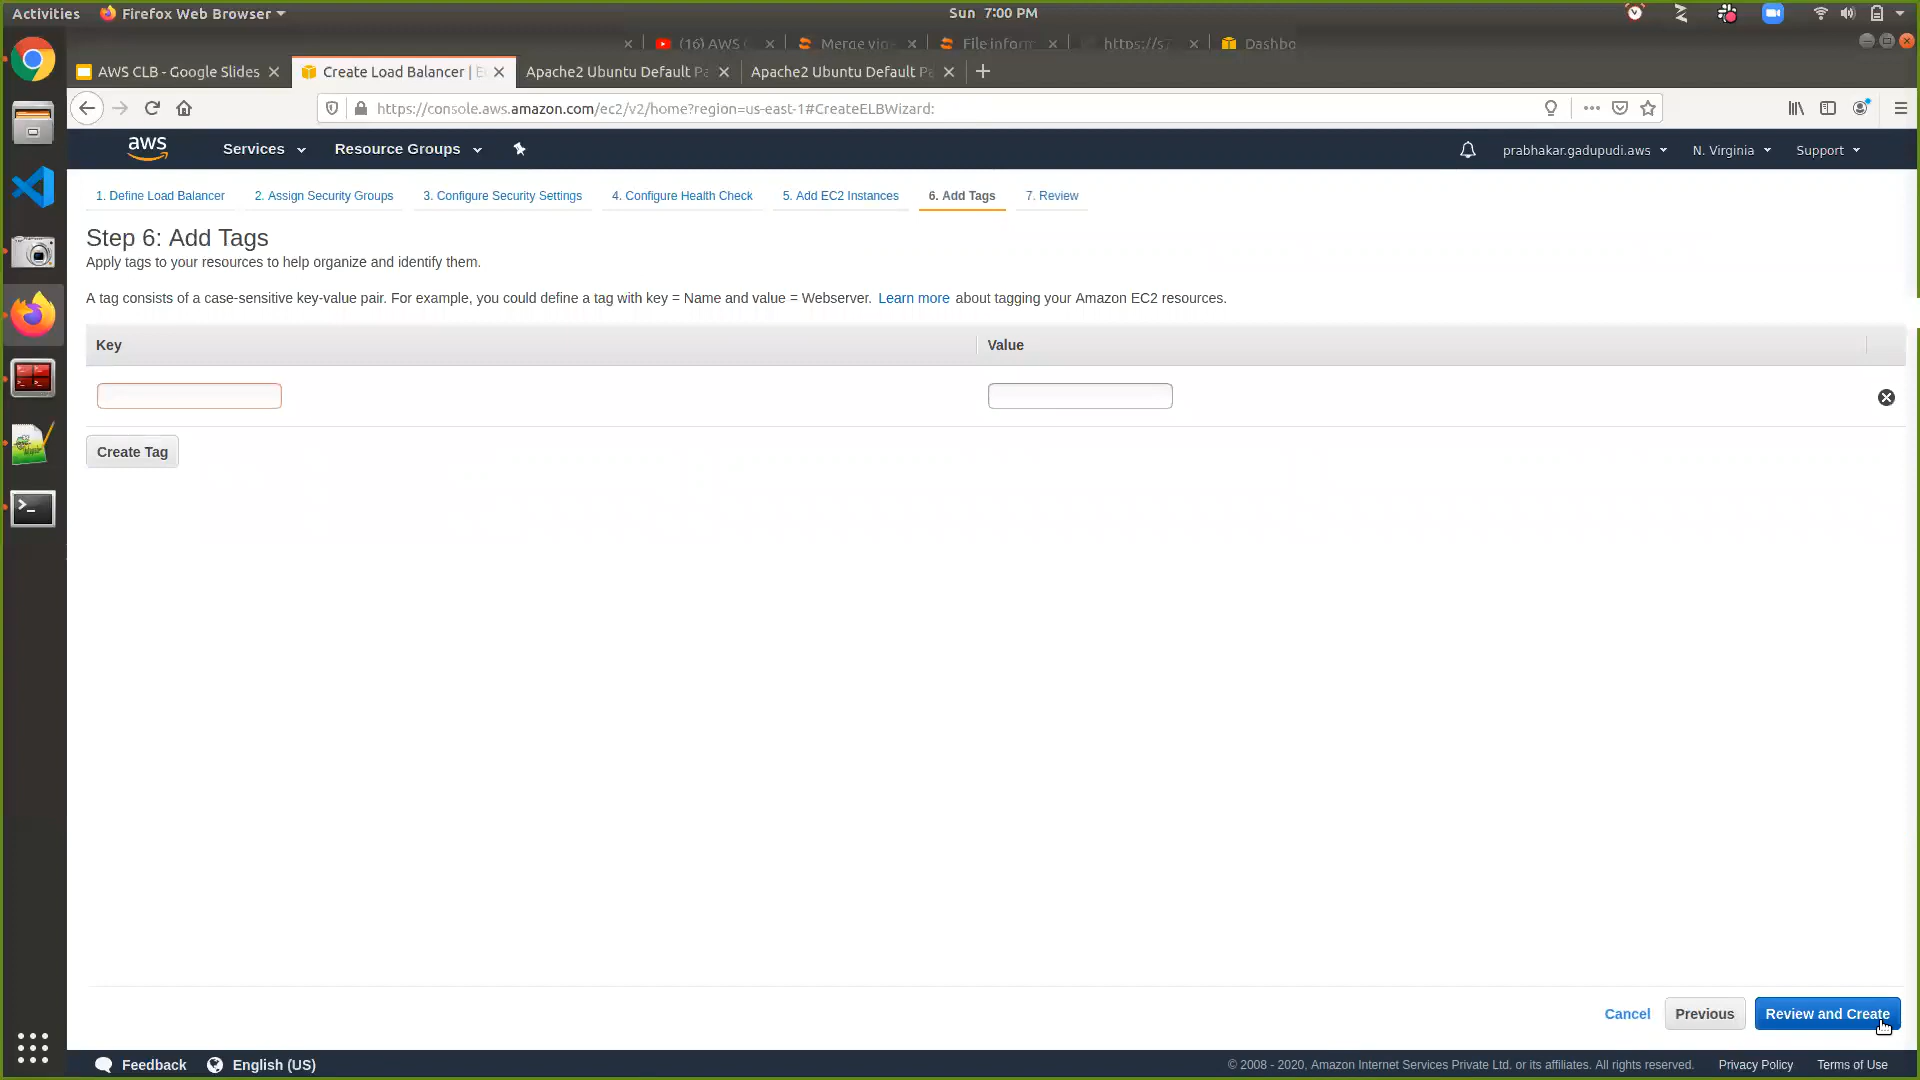 Activities Firefox Web Browser Sun 7:00 PM
(16) AWS Merge vid File inform https://s7 Dashbo
AWS CLB - Google Slides Create Load Balancer | E Apache2 Ubuntu Default Pa Apache2 Ubuntu Default Pa
https://console.aws.amazon.com/ec2/v2/home?region=us-east-1#CreateELBWizard:
aws Services Resource Groups prabhakar.gadupudi.aws N. Virginia Support
1. Define Load Balancer 2. Assign Security Groups 3. Configure Security Settings 4. Configure Health Check 5. Add EC2 Instances 6. Add Tags 7. Review
Step 6: Add Tags
Apply tags to your resources to help organize and identify them.
A tag consists of a case-sensitive key-value pair. For example, you could define a tag with key = Name and value = Webserver. Learn more about tagging your Amazon EC2 resources.
Key Value
Create Tag
Cancel Previous Review and Create
Feedback English (US) © 2008 - 2020, Amazon Internet Services Private Ltd. or its affiliates. All rights reserved. Privacy Policy Terms of Use